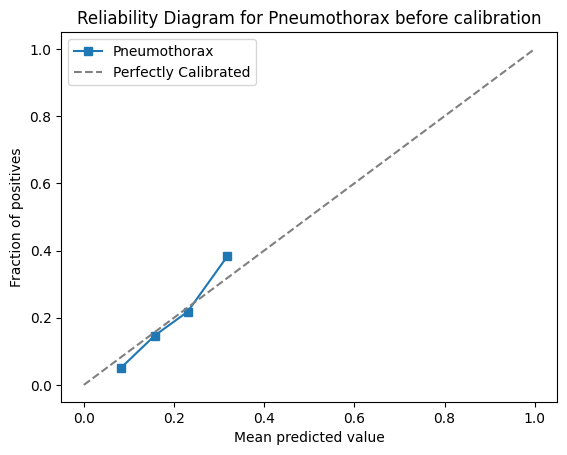 Reliability Diagram for Pneumothorax before calibration
Pneumothorax
Perfectly Calibrated
Fraction of positives
1.0
0.8
0.6
0.4
0.2
0.0
0.0 0.2 0.4 0.6 0.8 1.0
Mean predicted value